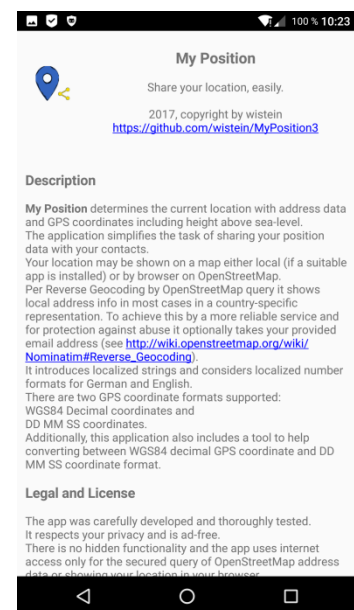 100 % 10:23
My Position
Share your location, easily.
2017, copyright by wistein
https://github.com/wistein/MyPosition3
Description
My Position determines the current location with address data
and GPS coordinates including height above sea-level.
The application simplifies the task of sharing your position
data with your contacts.
Your location may be shown on a map either local (if a suitable
app is installed) or by browser on OpenStreetMap.
Per Reverse Geocoding by OpenStreetMap query it shows
local address info in most cases in a country-specific
representation. To achieve this by a more reliable service and
for protection against abuse it optionally takes your provided
email address (see http://wiki.openstreetmap.org/wiki/
Nominatim#Reverse_Geocoding).
It introduces localized strings and considers localized number
formats for German and English.
There are two GPS coordinate formats supported:
WGS84 Decimal coordinates and
DD MM SS coordinates.
Additionally, this application also includes a tool to help
converting between WGS84 decimal GPS coordinate and DD
MM SS coordinate format.
Legal and License
The app was carefully developed and thoroughly tested.
It respects your privacy and is ad-free.
There is no hidden functionality and the app uses internet
access only for the secured query of OpenStreetMap address
data or showing your location in your browser.